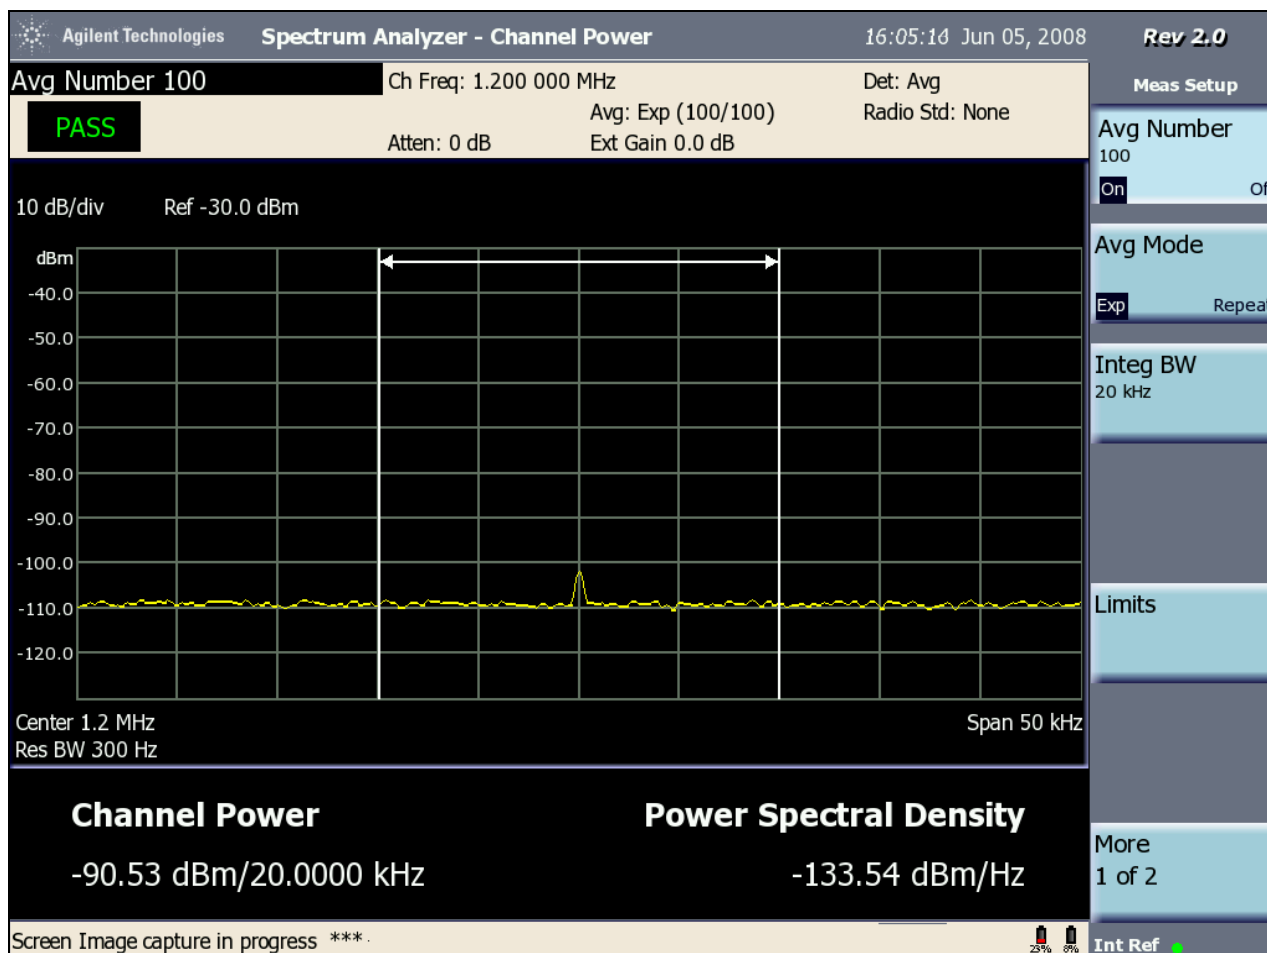 Agilent Technologies Spectrum Analyzer - Channel Power 16:05:16 Jun 05, 2008 Rev 2.0
Avg Number 100
PASS
Ch Freq: 1.200 000 MHz
Avg: Exp (100/100)
Atten: 0 dB Ext Gain 0.0 dB
Det: Avg
Radio Std: None
10 dB/div Ref -30.0 dBm
dBm
-40.0
-50.0
-60.0
-70.0
-80.0
-90.0
-100.0
-110.0
-120.0
Center 1.2 MHz Span 50 kHz
Res BW 300 Hz
Channel Power Power Spectral Density
-90.53 dBm/20.0000 kHz -133.54 dBm/Hz
Screen Image capture in progress ***
23% 8%
Meas Setup
Avg Number
100
On Of
Avg Mode
Exp Repeat
Integ BW
20 kHz
Limits
More
1 of 2
Int Ref